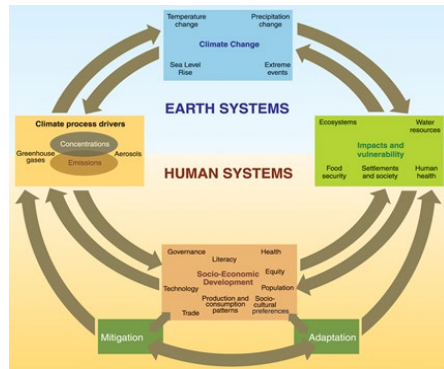 Temperature change
Precipitation change
Climate Change
Sea Level Rise
Extreme events
EARTH SYSTEMS
Climate process drivers
Concentrations
Greenhouse gases
Aerosols
Emissions
Ecosystems
Water resources
Impacts and vulnerability
Food security
Settlements and society
Human health
HUMAN SYSTEMS
Governance
Health
Literacy
Equity
Socio-Economic Development
Technology
Population
Production and consumption patterns
Socio-cultural preferences
Trade
Mitigation
Adaptation